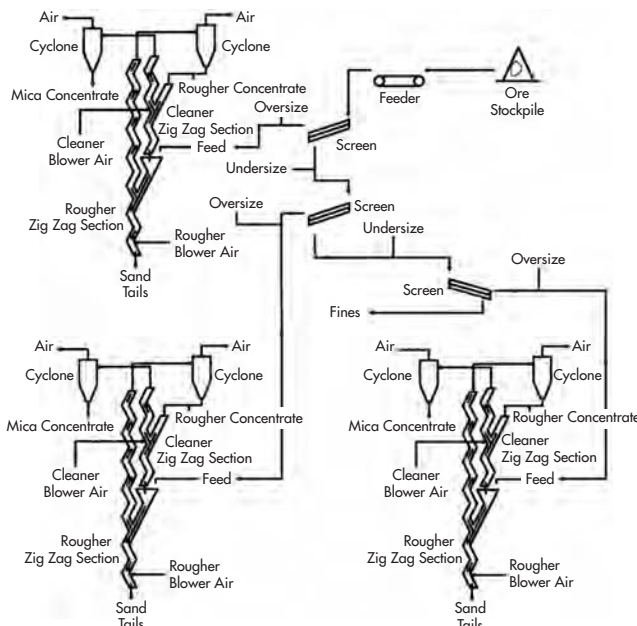 Air
Air
Cyclone
Cyclone
Mica Concentrate
Rougher Concentrate
Oversize
Feeder
Ore
Stockpile
Cleaner
Zig Zag Section
Cleaner
Blower Air
Feed
Screen
Undersize
Rougher
Zig Zag Section
Oversize
Screen
Undersize
Rougher
Blower Air
Sand
Tails
Screen
Oversize
Fines
Air
Air
Cyclone
Cyclone
Mica Concentrate
Rougher Concentrate
Cleaner
Zig Zag Section
Cleaner
Blower Air
Feed
Rougher
Zig Zag Section
Rougher
Blower Air
Sand
Tails
Air
Air
Cyclone
Cyclone
Mica Concentrate
Rougher Concentrate
Cleaner
Zig Zag Section
Cleaner
Blower Air
Feed
Rougher
Zig Zag Section
Rougher
Blower Air
Sand
Tails